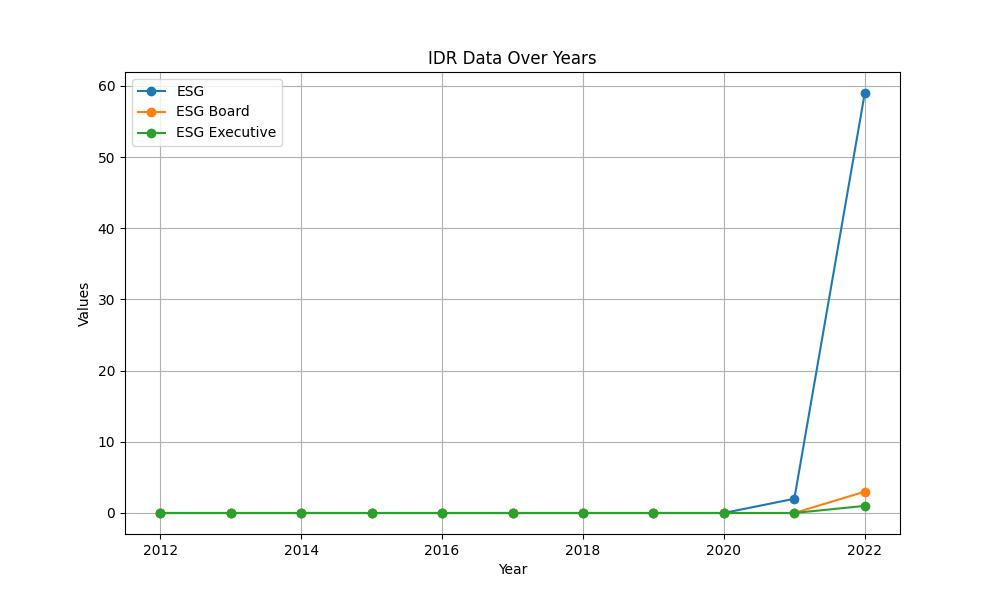 IDR Data Over Years
ESG
ESG Board
ESG Executive
60
50
40
30
20
10
0
Values
2012 2014 2016 2018 2020 2022
Year